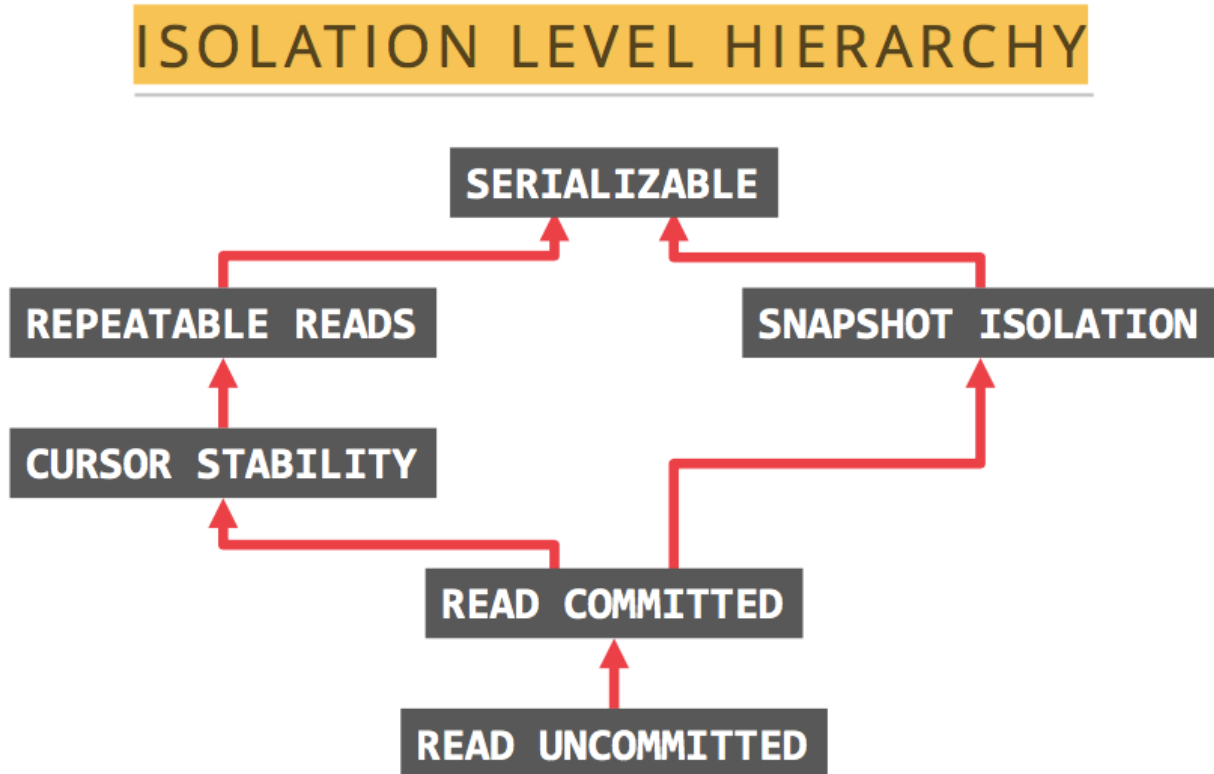 ISOLATION LEVEL HIERARCHY
SERIALIZABLE
REPEATABLE READS
SNAPSHOT ISOLATION
CURSOR STABILITY
READ COMMITTED
READ UNCOMMITTED